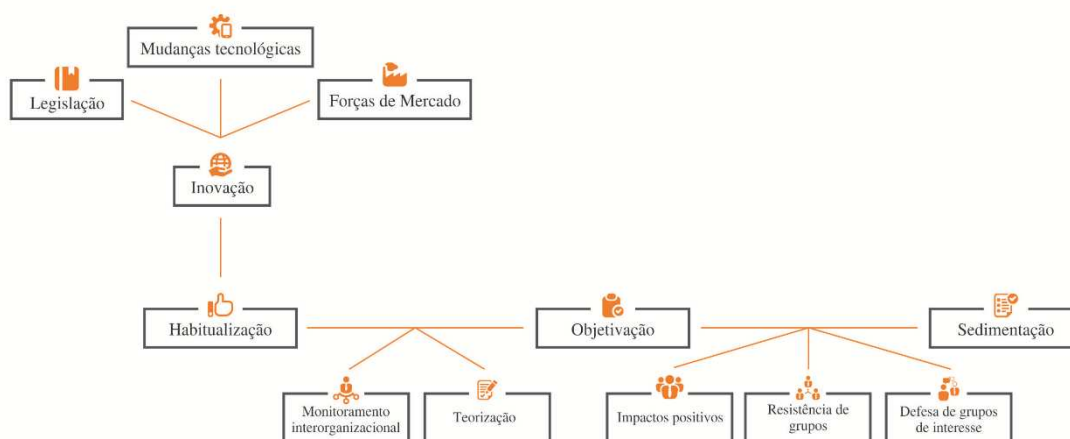 Mudanças tecnológicas
Legislação
Forças de Mercado
Inovação
Habitualização
Objetivação
Sedimentação
Monitoramento
interorganizacional
Teorização
Impactos positivos
Resistência de
grupos
Defesa de grupos
de interesse